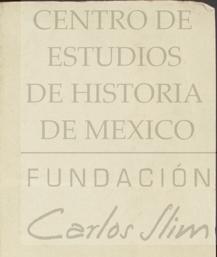 CENTRO DE
ESTUDIOS
DE HISTORIA
DE MEXICO
FUNDACIÓN
Carlos Slim